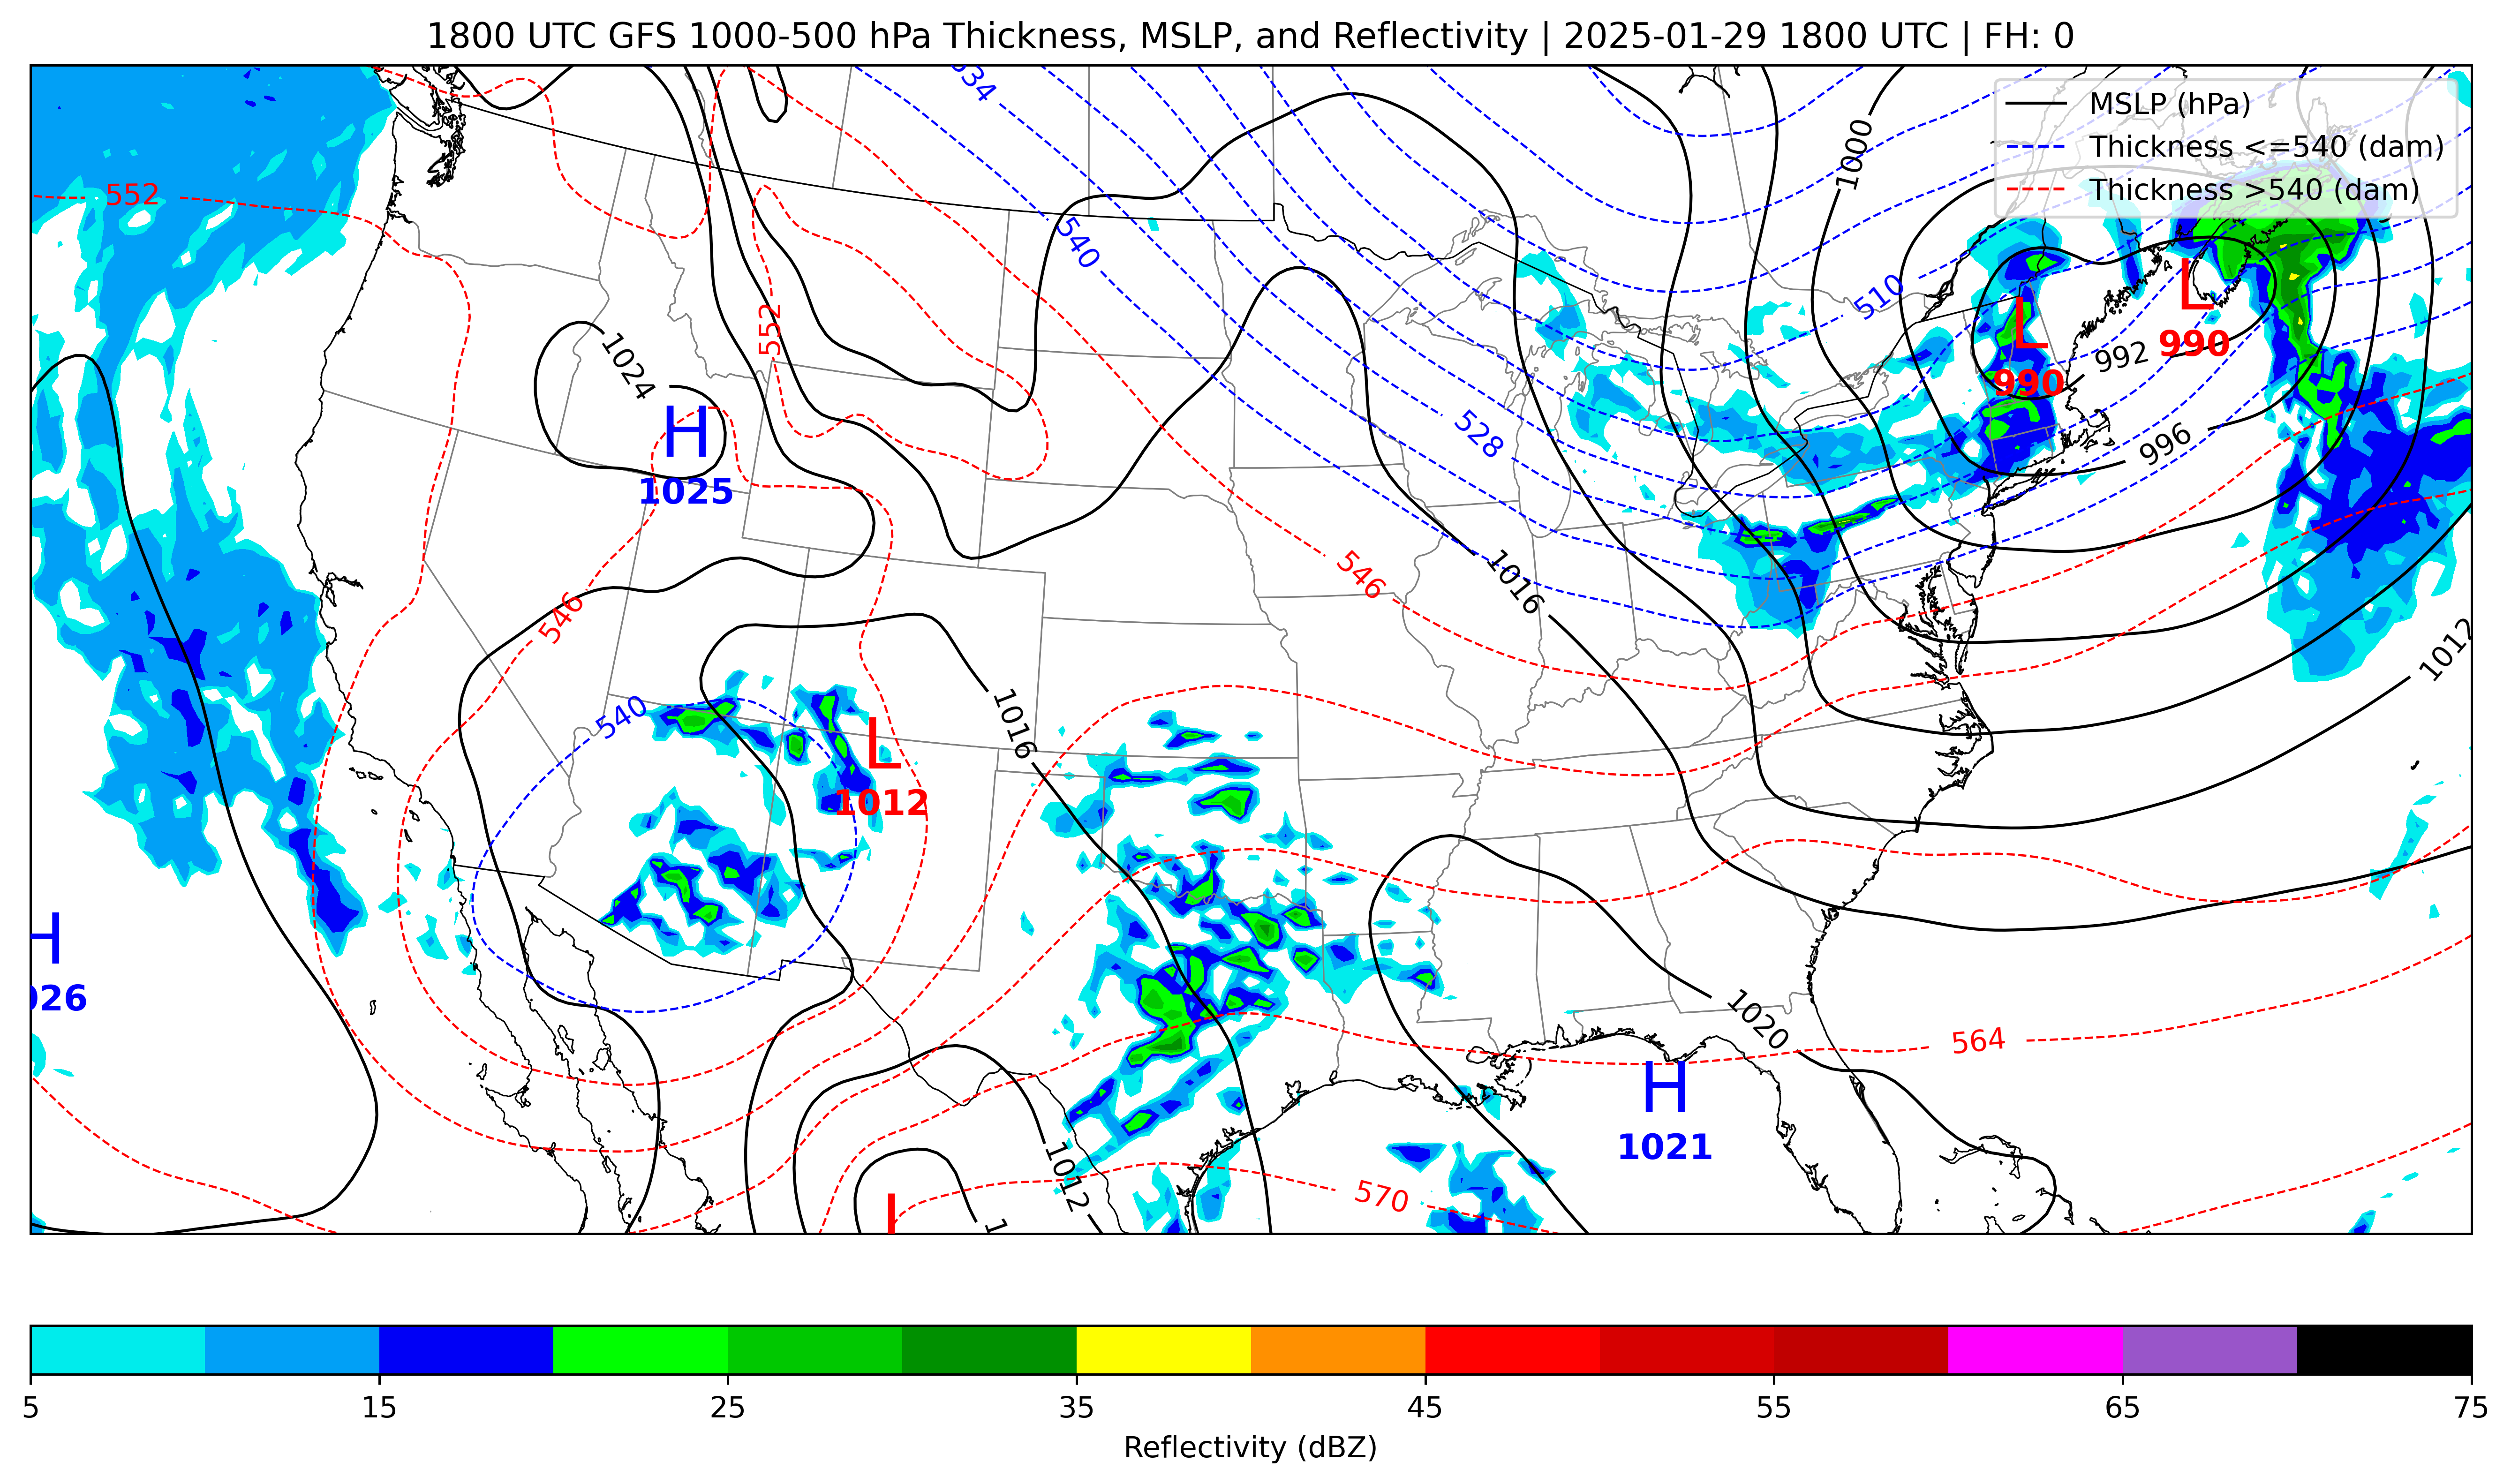 1800 UTC GFS 1000-500 hPa Thickness, MSLP, and Reflectivity | 2025-01-29 1800 UTC | FH: 0
MSLP (hPa)
Thickness <=540 (dam)
Thickness >540 (dam)
534
1000
552
540
510
L
990
L
990
992
552
1024
H
1025
528
996
546
1016
546
1012
540
1016
L
1012
H
026
1020
564
H
1021
1012
570
L
1
5 15 25 35 45 55 65 75
Reflectivity (dBZ)